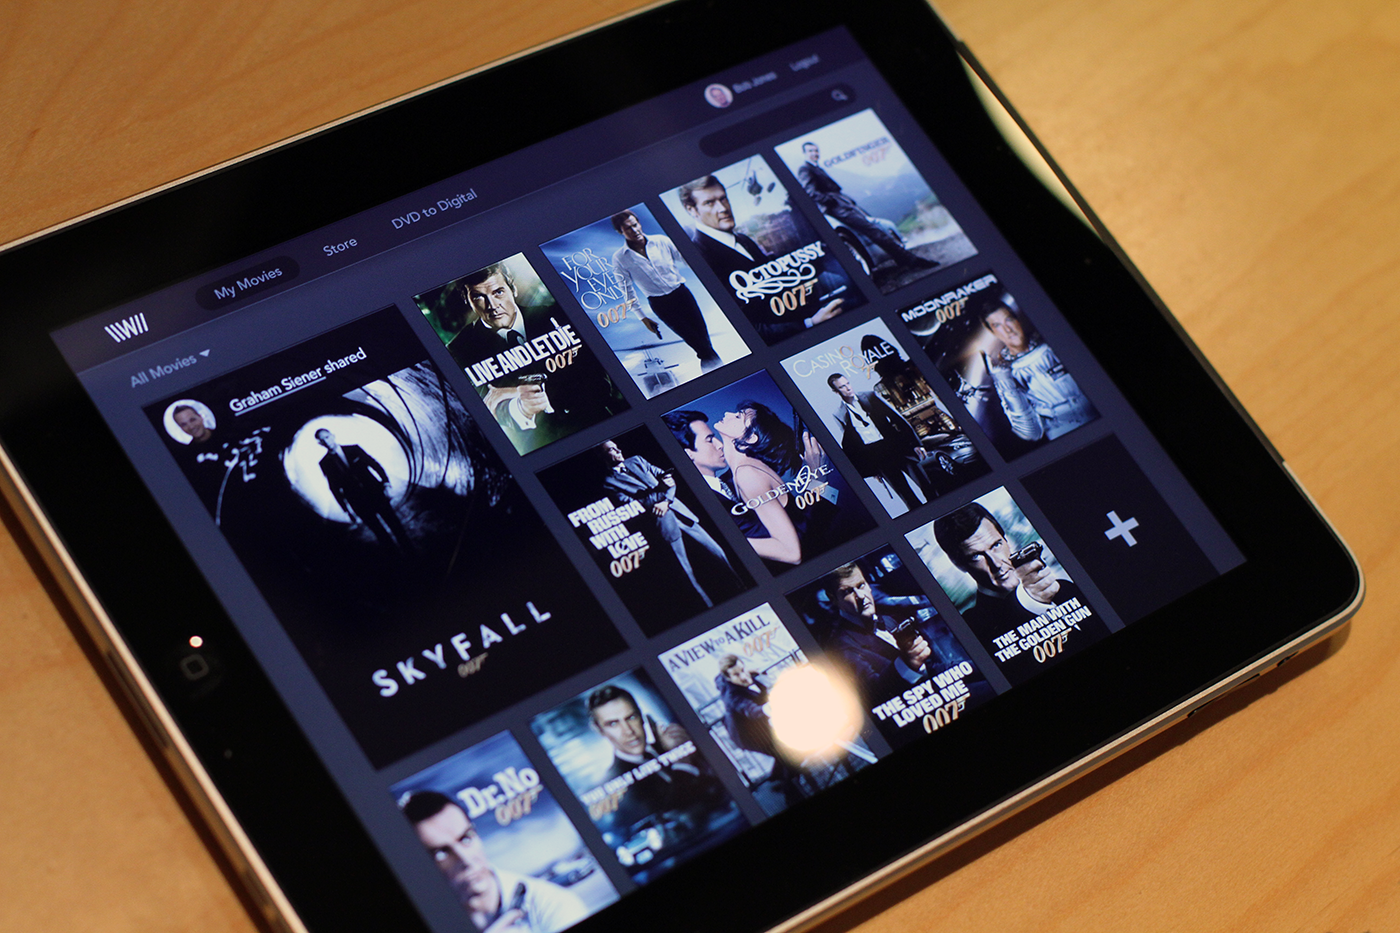 Bob Jones
Logout
My Movies
Store
DVD to Digital
All Movies
Graham Siener shared
SKYFALL
007
LIVE AND LET DIE
007
FOR
YOUR
EYES
ONLY
007
OCTOPUSSY
007
GOLDFINGER
007
FROM
RUSSIA
WITH
LOVE
007
GOLDENEYE
007
CASINO
ROYALE
MOONRAKER
007
Dr. No
007
YOU ONLY LIVE TWICE
007
A VIEW TO A KILL
007
THE SPY WHO
LOVED ME
007
THE MAN WITH
THE GOLDEN GUN
007